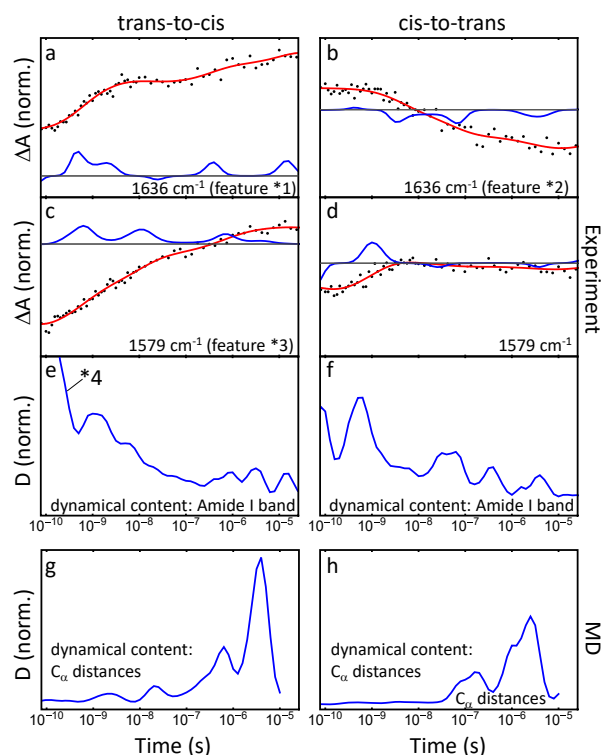 trans-to-cis
cis-to-trans
a
b
ΔA (norm.)
1636 cm⁻¹ (feature *1)
1636 cm⁻¹ (feature *2)
c
d
ΔA (norm.)
1579 cm⁻¹ (feature *3)
1579 cm⁻¹
Experiment
e
*4
f
D (norm.)
dynamical content: Amide I band
dynamical content: Amide I band
10⁻¹⁰ 10⁻⁹ 10⁻⁸ 10⁻⁷ 10⁻⁶ 10⁻⁵
10⁻¹⁰ 10⁻⁹ 10⁻⁸ 10⁻⁷ 10⁻⁶ 10⁻⁵
g
h
D (norm.)
dynamical content:
Cα distances
dynamical content:
Cα distances
Cα distances
MD
10⁻¹⁰ 10⁻⁹ 10⁻⁸ 10⁻⁷ 10⁻⁶ 10⁻⁵
10⁻¹⁰ 10⁻⁹ 10⁻⁸ 10⁻⁷ 10⁻⁶ 10⁻⁵
Time (s)
Time (s)